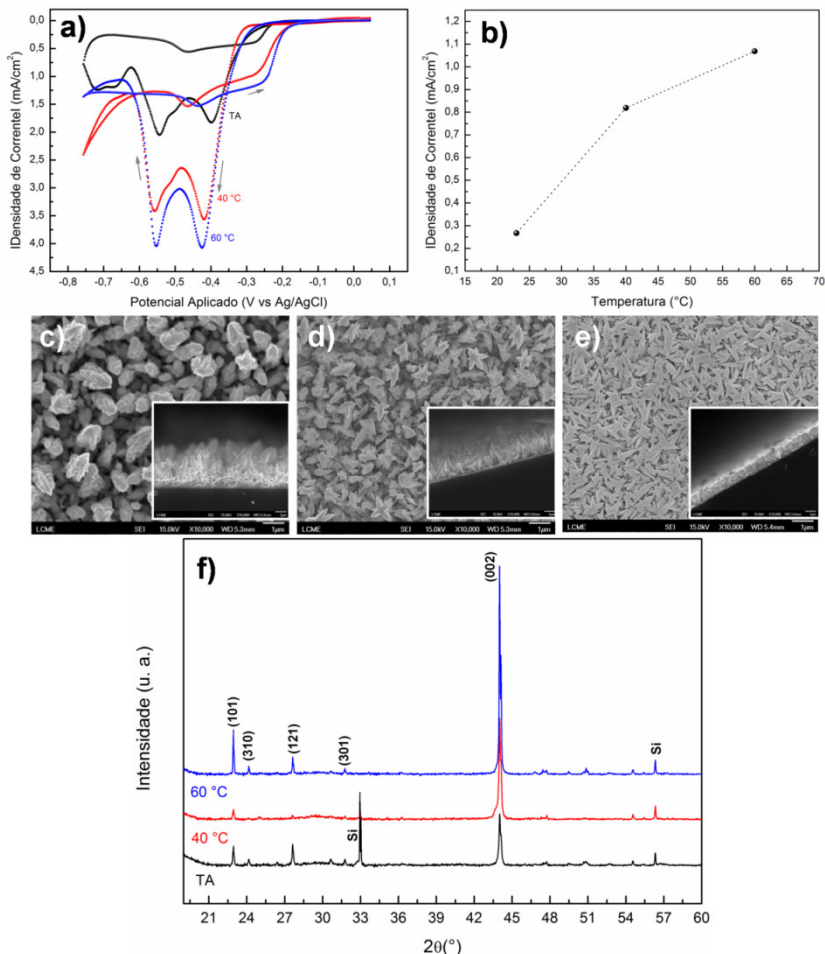 a)
0,0
0,5
1,0
1,5
2,0
2,5
3,0
3,5
4,0
4,5
IDensidade de CorrenteI (mA/cm²)
TA
40 °C
60 °C
-0,8 -0,7 -0,6 -0,5 -0,4 -0,3 -0,2 -0,1 0,0 0,1
Potencial Aplicado (V vs Ag/AgCl)
b)
1,2
1,1
1,0
0,9
0,8
0,7
0,6
0,5
0,4
0,3
0,2
0,1
IDensidade de CorrenteI (mA/cm²)
15 20 25 30 35 40 45 50 55 60 65 70
Temperatura (°C)
c)
LCME SEI 15.0kV X10,000 WD 5.3mm 1µm
d)
LCME SEI 15.0kV X10,000 WD 5.3mm 1µm
e)
LCME SEI 15.0kV X10,000 WD 5.4mm 1µm
f)
Intensidade (u. a.)
(101)
(310)
(121)
(301)
(002)
Si
Si
60 °C
40 °C
TA
21 24 27 30 33 36 39 42 45 48 51 54 57 60
2θ(°)